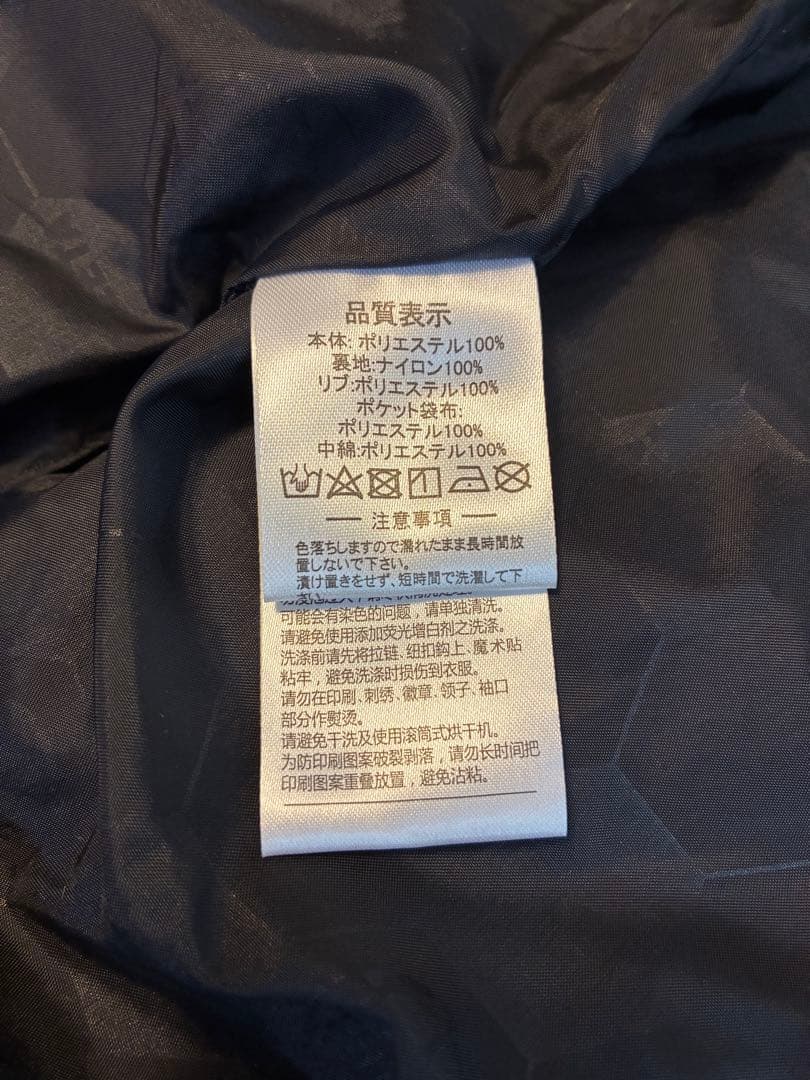 品質表示
本体: ポリエステル100%
裏地:ナイロン100%
リブ:ポリエステル100%
ポケット袋布:
ポリエステル100%
中綿:ポリエステル100%
注意事項
色落ちしますので濡れたまま長時間放
置しないで下さい。
漬け置きをせず、短時間で洗濯して下
さい。
可能会有染色的问题，请单独清洗。
请避免使用添加荧光增白剂之洗涤。
洗涤前请先将拉链、纽扣鈎上、魔术贴
粘牢，避免洗涤时损伤到衣服。
请勿在印刷、刺绣、徽章、领子、袖口
部分作熨烫。
请避免干洗及使用滚筒式烘干机。
为防印刷图案破裂剥落，请勿长时间把
印刷图案重叠放置，避免沾粘。